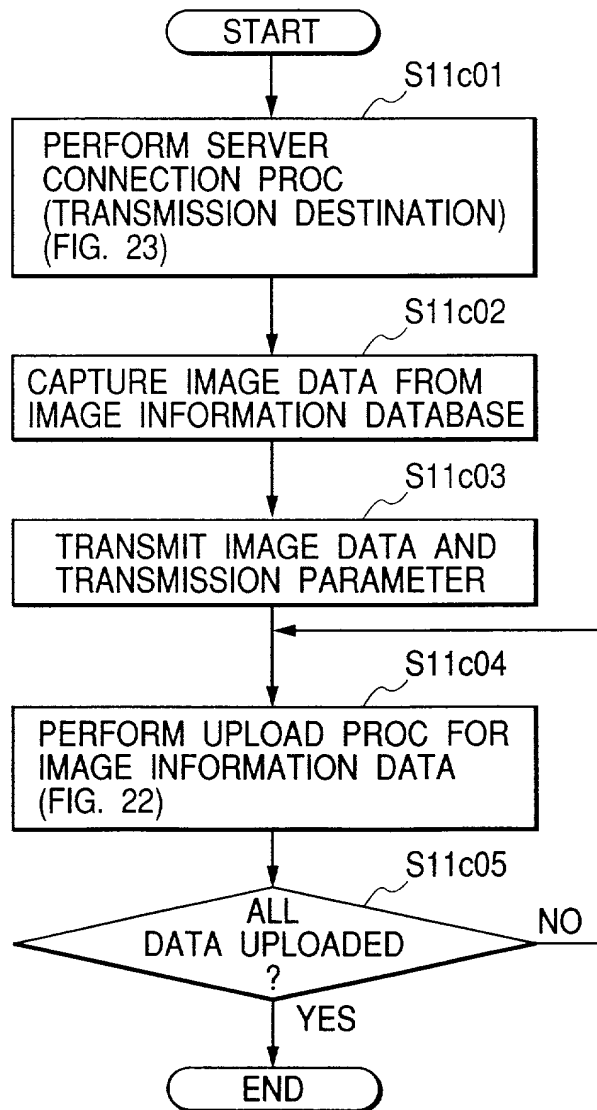 START
S11c01
PERFORM SERVER
CONNECTION PROC
(TRANSMISSION DESTINATION)
(FIG. 23)
S11c02
CAPTURE IMAGE DATA FROM
IMAGE INFORMATION DATABASE
S11c03
TRANSMIT IMAGE DATA AND
TRANSMISSION PARAMETER
S11c04
PERFORM UPLOAD PROC FOR
IMAGE INFORMATION DATA
(FIG. 22)
S11c05
ALL
DATA UPLOADED
?
NO
YES
END